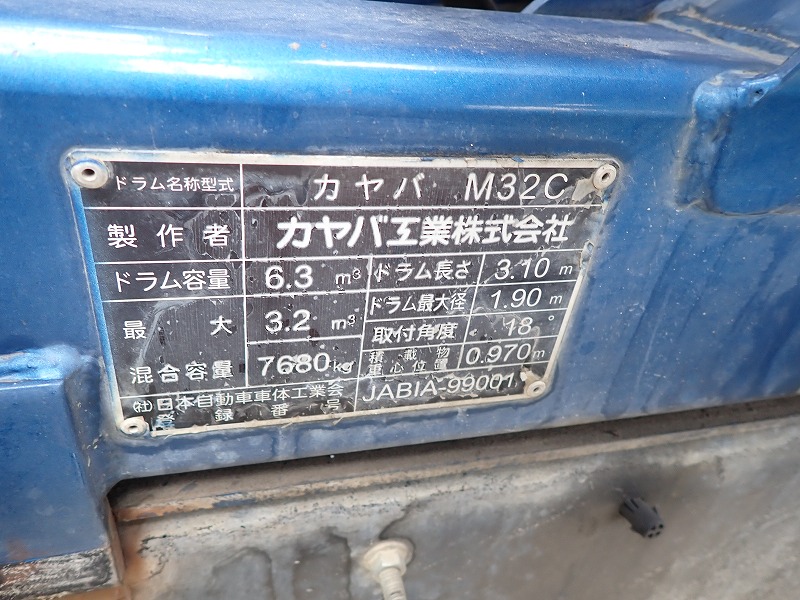 ドラム名称型式 カヤバ M32C
製作者 カヤバ工業株式会社
ドラム容量 6.3 m³ ドラム長さ 3.10 m
最大 3.2 m³ ドラム最大径 1.90 m
取付角度 18°
混合容量 7680kg 積載物重心位置 0.970m
(社)日本自動車車体工業会
登録番号 JABIA-99001